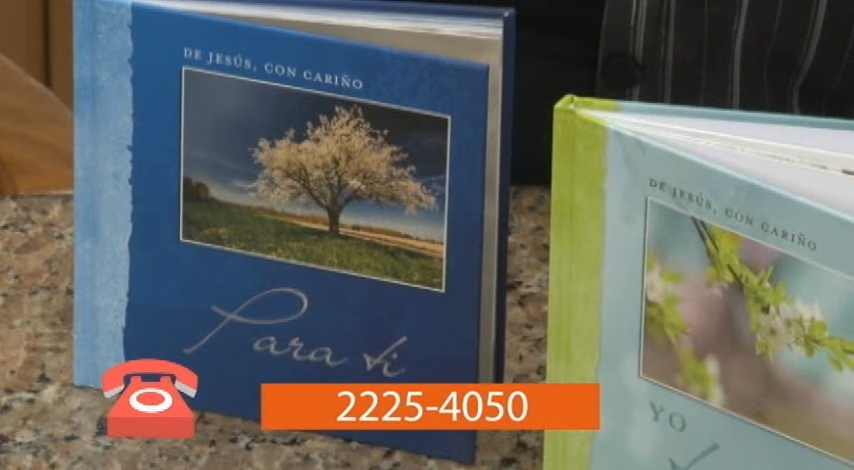 DE JESÚS, CON CARIÑO
Para ti
DE JESÚS, CON CARIÑO
YO
2225-4050